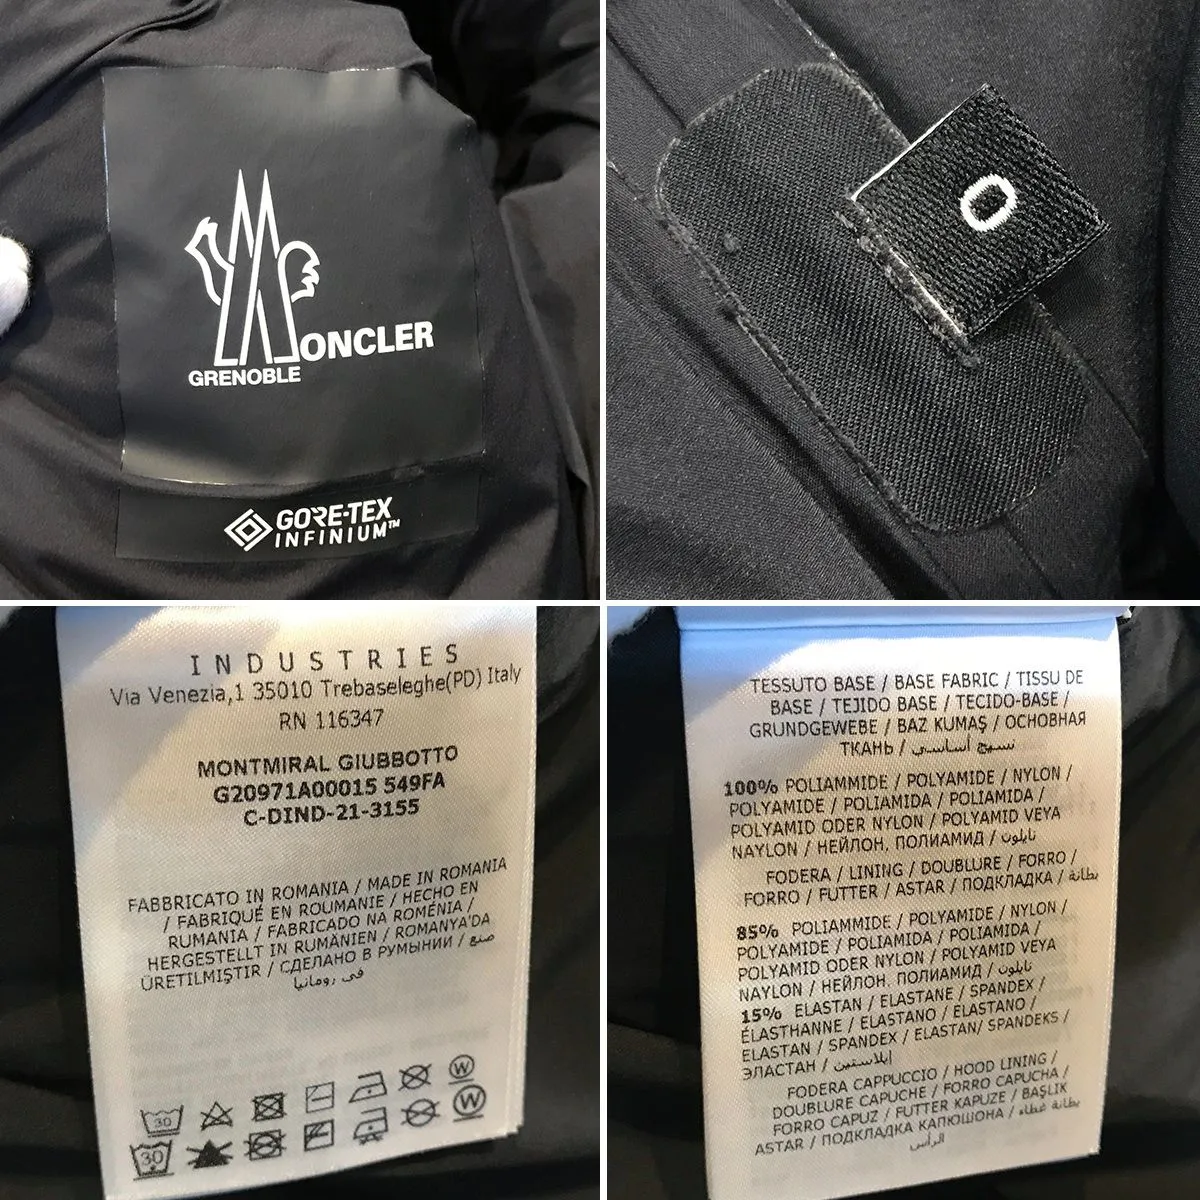 MONCLER
GRENOBLE
GORE-TEX
INFINIUM™
0
INDUSTRIES
Via Venezia,1 35010 Trebaseleghe(PD) Italy
RN 116347
MONTMIRAL GIUBBOTTO
G20971A00015 549FA
C-DIND-21-3155
FABBRICATO IN ROMANIA / MADE IN ROMANIA
/ FABRIQUÉ EN ROUMANIE / HECHO EN
RUMANIA / FABRICADO NA ROMÉNIA /
HERGESTELLT IN RUMÄNIEN / ROMANYA'DA
ÜRETILMIŞTIR / СДЕЛАНО В РУМЫНИИ / صنع
في رومانيا
30
W
30
W
TESSUTO BASE / BASE FABRIC / TISSU DE
BASE / TEJIDO BASE / TECIDO-BASE /
GRUNDGEWEBE / BAZ KUMAŞ / ОСНОВНАЯ
ТКАНЬ / نسيج أساسي
100% POLIAMMIDE / POLYAMIDE / NYLON /
POLYAMIDE / POLIAMIDA / POLIAMIDA /
POLYAMID ODER NYLON / POLYAMID VEYA
NAYLON / НЕЙЛОН, ПОЛИАМИД / نايلون
FODERA / LINING / DOUBLURE / FORRO /
FORRO / FUTTER / ASTAR / ПОДКЛАДКА / بطانة
85% POLIAMMIDE / POLYAMIDE / NYLON /
POLYAMIDE / POLIAMIDA / POLIAMIDA /
POLYAMID ODER NYLON / POLYAMID VEYA
NAYLON / НЕЙЛОН, ПОЛИАМИД / نايلون
15% ELASTAN / ELASTANE / SPANDEX /
ÉLASTHANNE / ELASTANO / ELASTANO /
ELASTAN / SPANDEX / ELASTAN/ SPANDEKS /
ЭЛАСТАН / إيلاستين
FODERA CAPPUCCIO / HOOD LINING /
DOUBLURE CAPUCHE / FORRO CAPUCHA /
FORRO CAPUZ / FUTTER KAPUZE / BAŞLIK
ASTAR / ПОДКЛАДКА КАПЮШОНА / بطانة غطاء
الرأس